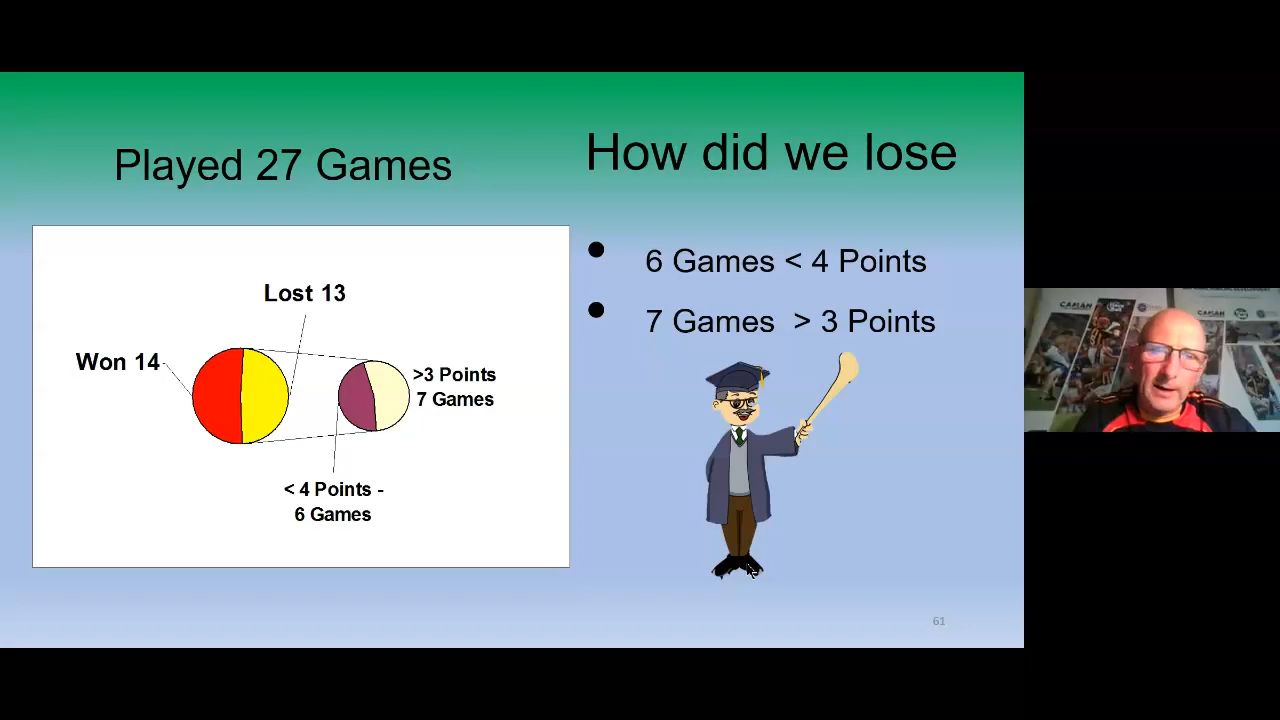 Played 27 Games
How did we lose
Lost 13
Won 14
>3 Points
7 Games
< 4 Points -
6 Games
• 6 Games < 4 Points
• 7 Games > 3 Points
61
CAMÁN